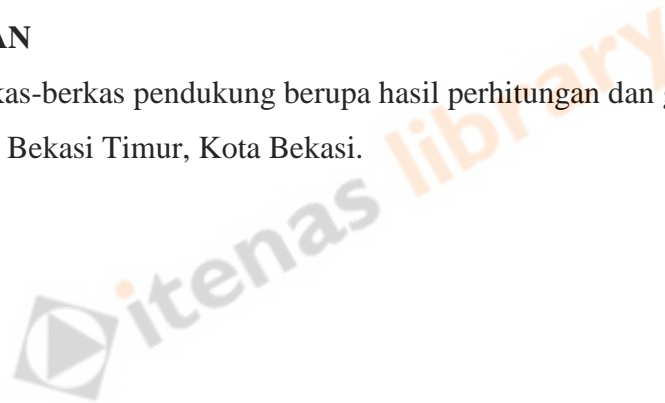 AN
kas-berkas pendukung berupa hasil perhitungan dan
Bekasi Timur, Kota Bekasi.
itenas library